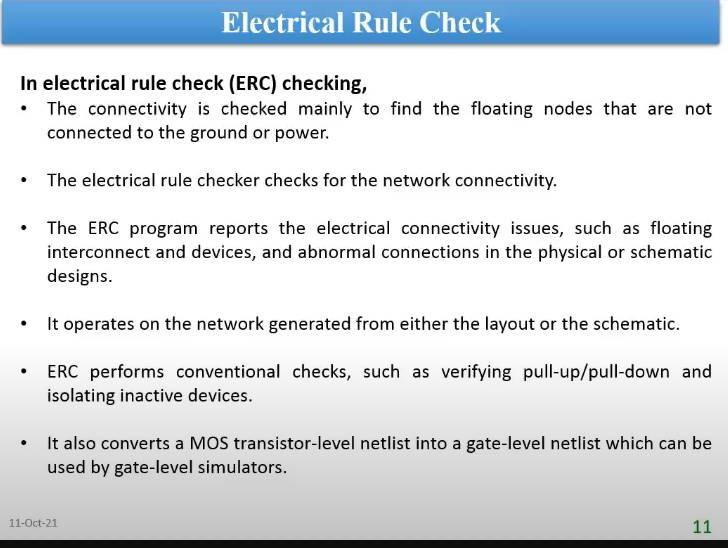 Electrical Rule Check
In electrical rule check (ERC) checking,
• The connectivity is checked mainly to find the floating nodes that are not
connected to the ground or power.
• The electrical rule checker checks for the network connectivity.
• The ERC program reports the electrical connectivity issues, such as floating
interconnect and devices, and abnormal connections in the physical or schematic
designs.
• It operates on the network generated from either the layout or the schematic.
• ERC performs conventional checks, such as verifying pull-up/pull-down and
isolating inactive devices.
• It also converts a MOS transistor-level netlist into a gate-level netlist which can be
used by gate-level simulators.
11-Oct-21
11